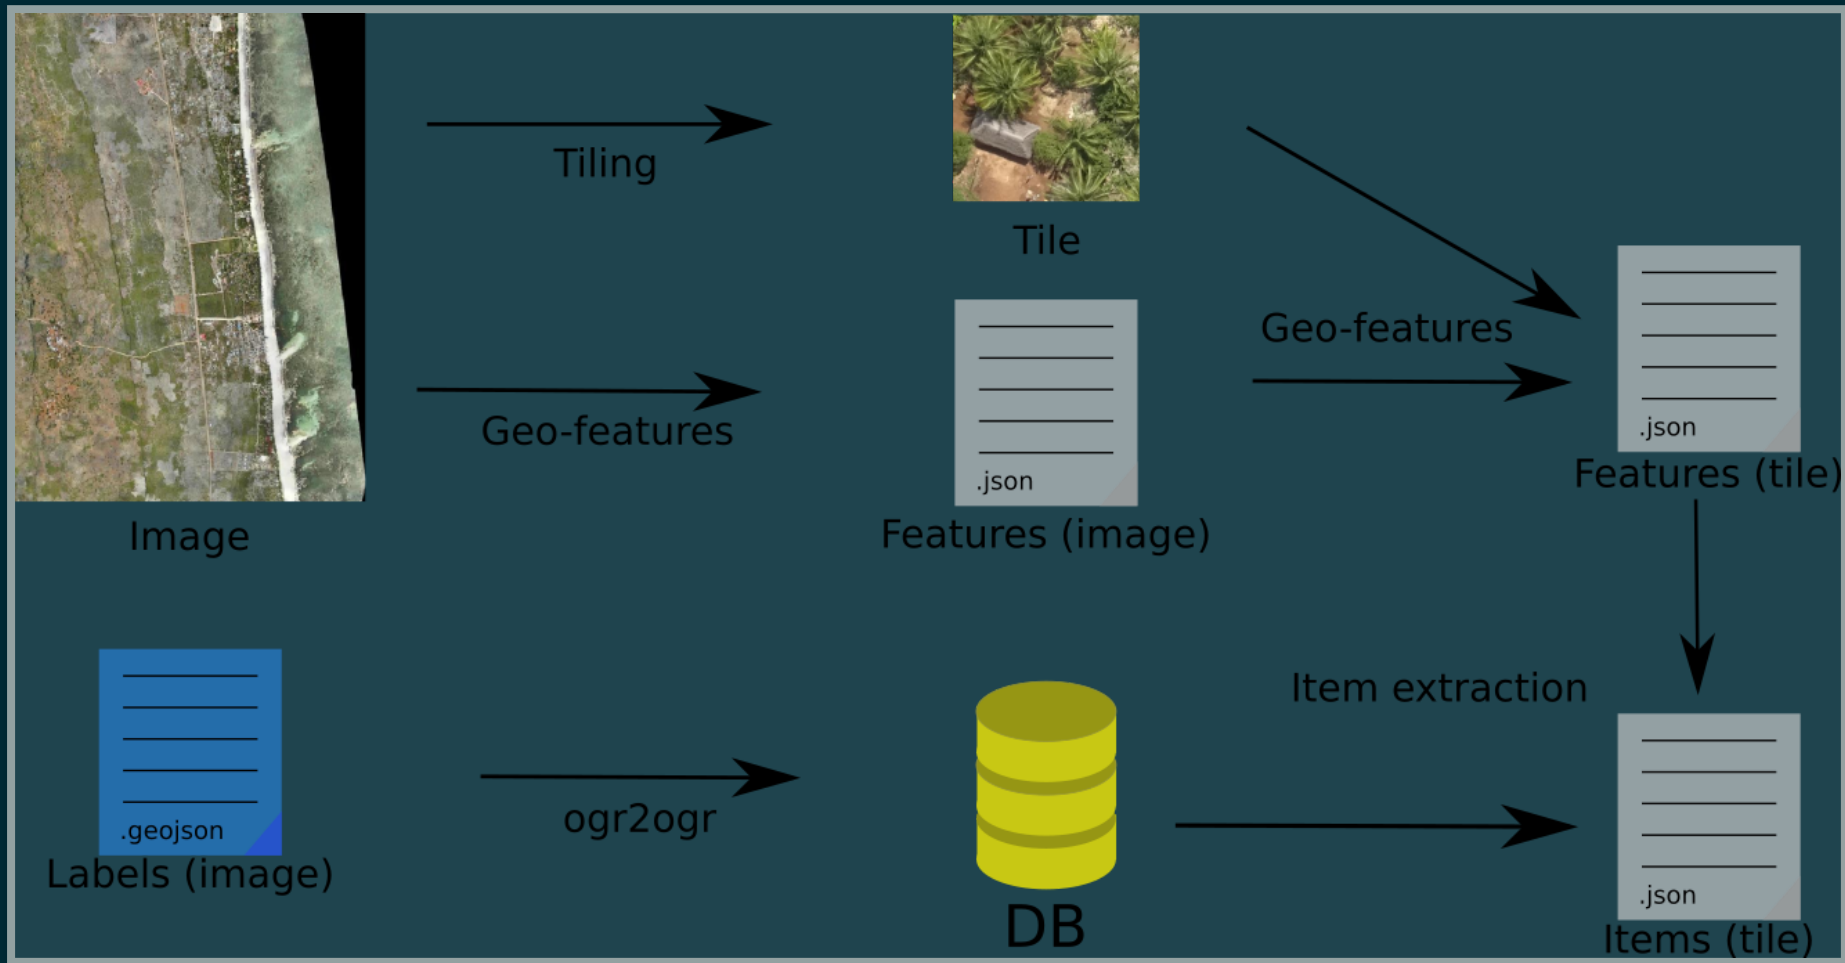 Tiling
Tile
Geo-features
Geo-features
.json
.json
Features (tile)
Image
Features (image)
Item extraction
.geojson
ogr2ogr
Labels (image)
.json
DB
Items (tile)